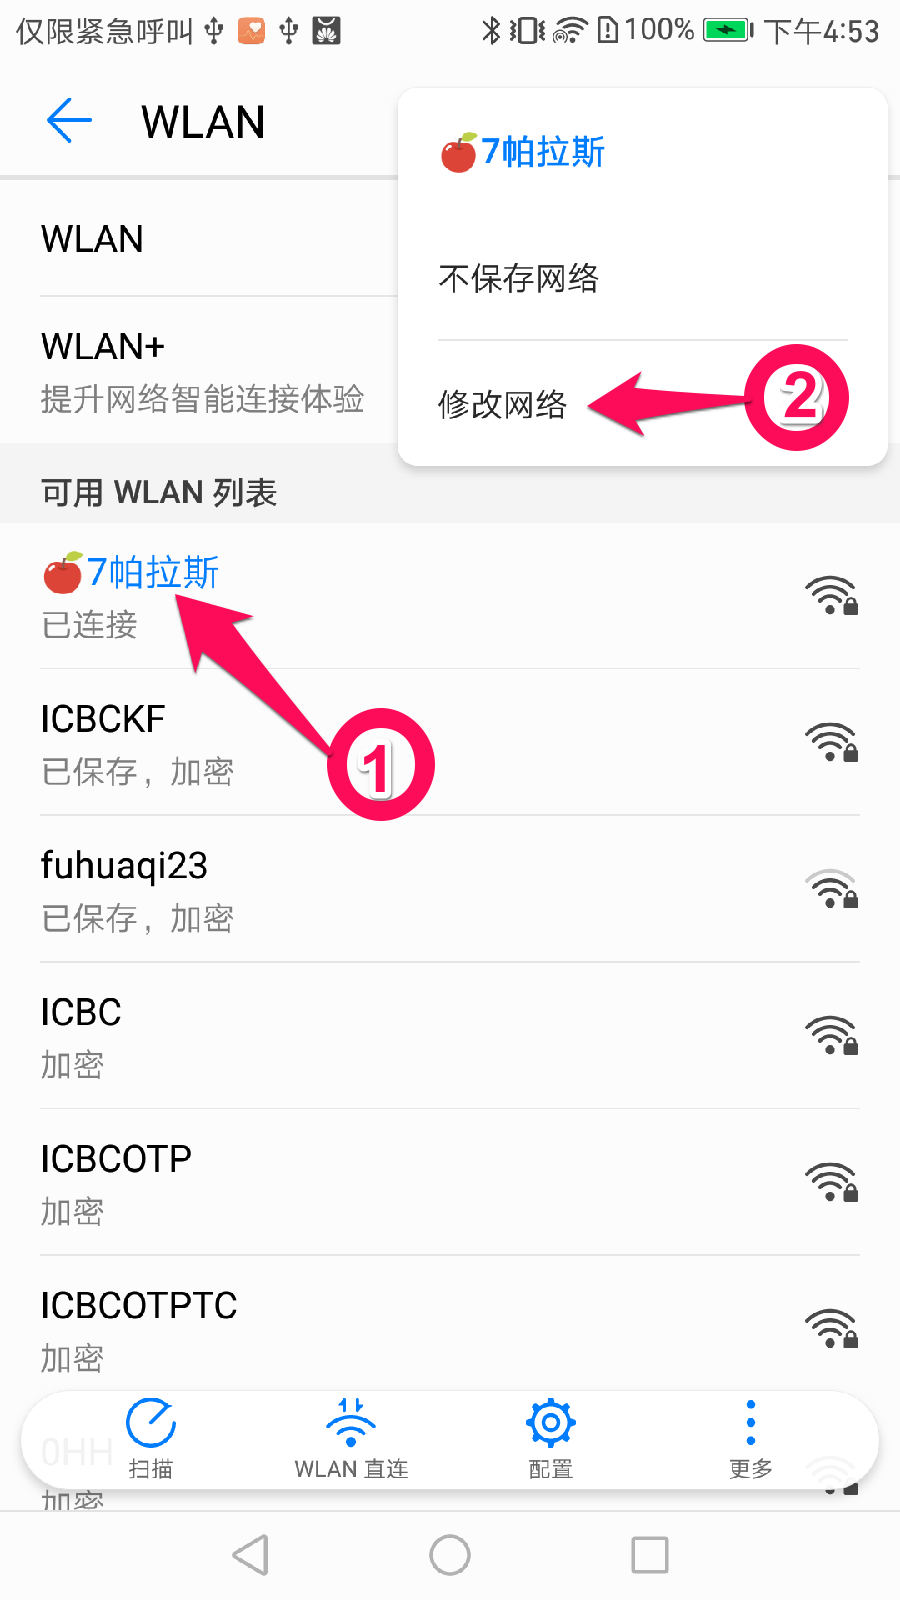 仅限紧急呼叫 100% 下午4:53
WLAN
🍎7帕拉斯
不保存网络
修改网络
2
WLAN
WLAN+
提升网络智能连接体验
可用 WLAN 列表
🍎7帕拉斯
已连接
1
ICBCKF
已保存，加密
fuhuaqi23
已保存，加密
ICBC
加密
ICBCOTP
加密
ICBCOTPTC
加密
0HH
加密
扫描 WLAN 直连 配置 更多